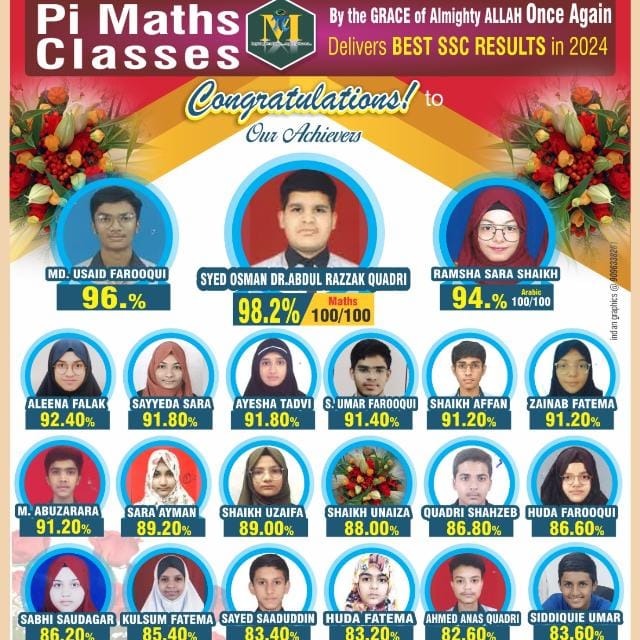 Pi Maths
Classes
M
By the GRACE of Almighty ALLAH Once Again
Delivers BEST SSC RESULTS in 2024
Congratulations! to
Our Achievers
MD. USAID FAROOQUI
96.%
SYED OSMAN DR.ABDUL RAZZAK QUADRI
98.2%
Maths
100/100
RAMSHA SARA SHAIKH
94.%
Arabic
100/100
ALEENA FALAK
92.40%
SAYYEDA SARA
91.80%
AYESHA TADVI
91.80%
S. UMAR FAROOQUI
91.40%
SHAIKH AFFAN
91.20%
ZAINAB FATEMA
91.20%
M. ABUZARARA
91.20%
SARA AYMAN
89.20%
SHAIKH UZAIFA
89.00%
SHAIKH UNAIZA
88.00%
QUADRI SHAHZEB
86.80%
HUDA FAROOQUI
86.60%
SABHI SAUDAGAR
86.20%
KULSUM FATEMA
85.40%
SAYED SAADUDDIN
83.40%
HUDA FATEMA
83.20%
AHMED ANAS QUADRI
82.60%
SIDDIQUIE UMAR
83.60%
indian graphics @